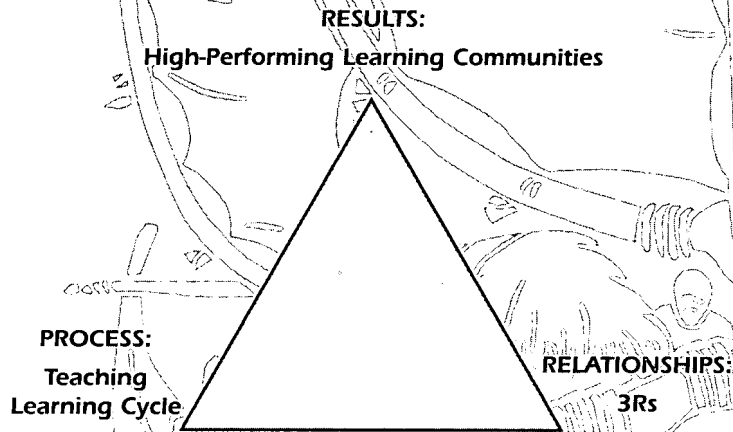 RESULTS:
High-Performing Learning Communities
PROCESS:
Teaching
Learning Cycle
RELATIONSHIPS:
3Rs